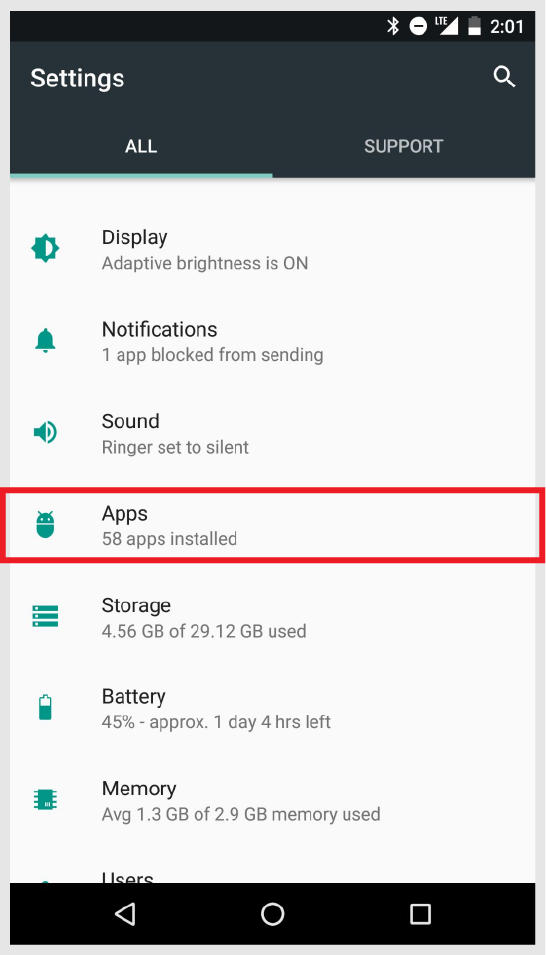 LTE 2:01
Settings
ALL SUPPORT
Display
Adaptive brightness is ON
Notifications
1 app blocked from sending
Sound
Ringer set to silent
Apps
58 apps installed
Storage
4.56 GB of 29.12 GB used
Battery
45% - approx. 1 day 4 hrs left
Memory
Avg 1.3 GB of 2.9 GB memory used
Users